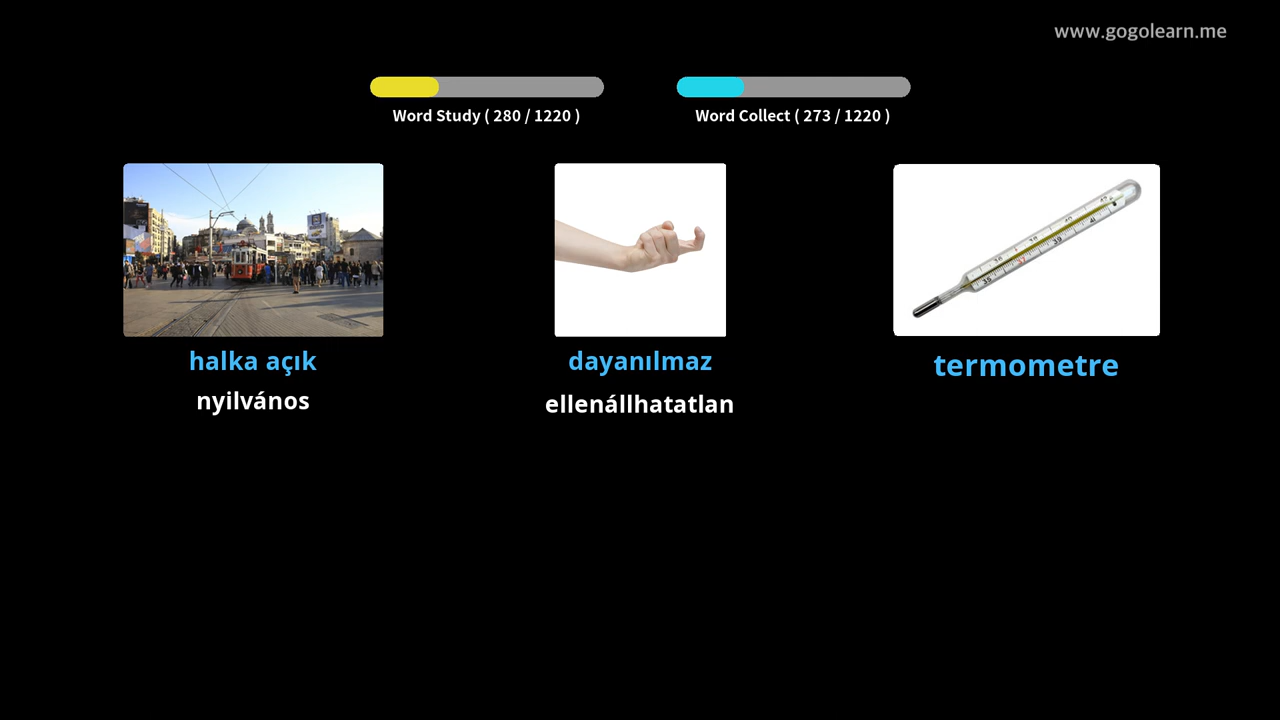 www.gogolearn.me
Word Study ( 280 / 1220 )
Word Collect ( 273 / 1220 )
halka açık
nyilvános
dayanılmaz
ellenállhatatlan
termometre